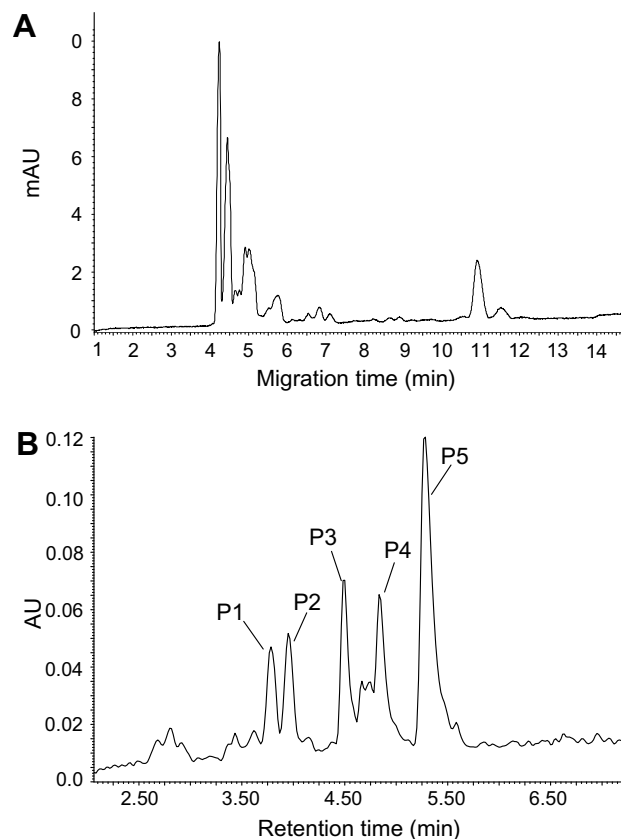 A
0
8
6
4
2
0
mAU
1 2 3 4 5 6 7 8 9 10 11 12 13 14
Migration time (min)
B
0.12
0.10
0.08
0.06
0.04
0.02
0.0
AU
P1
P2
P3
P4
P5
2.50 3.50 4.50 5.50 6.50
Retention time (min)